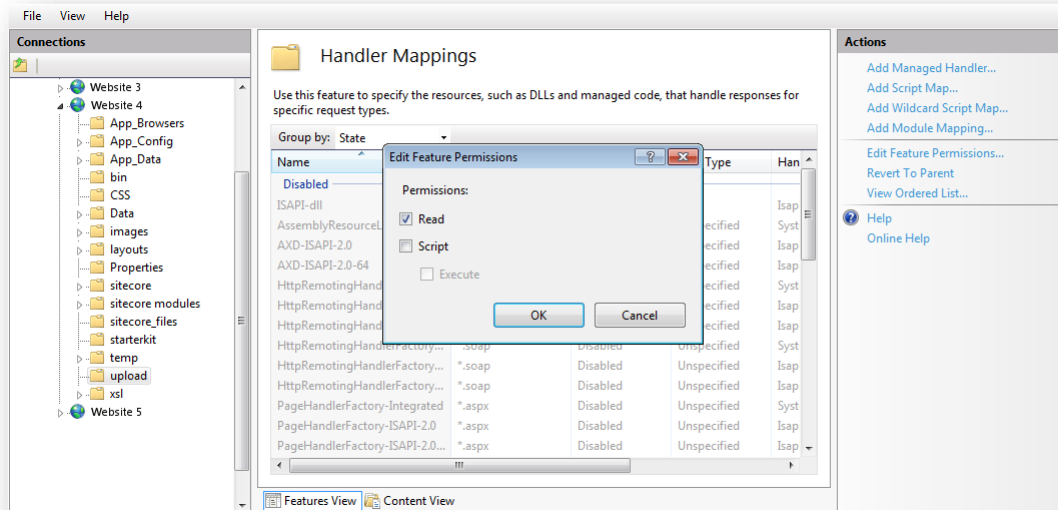 File View Help
Connections
Website 3
Website 4
App_Browsers
App_Config
App_Data
bin
CSS
Data
images
layouts
Properties
sitecore
sitecore modules
sitecore_files
starterkit
temp
upload
xsl
Website 5
Handler Mappings
Use this feature to specify the resources, such as DLLs and managed code, that handle responses for
specific request types.
Group by: State
Name Type Han
Disabled
ISAPI-dll Isap
AssemblyResourceL ecified Syst
AXD-ISAPI-2.0 ecified Isap
AXD-ISAPI-2.0-64 ecified Isap
HttpRemotingHand ecified Syst
HttpRemotingHand ecified Isap
HttpRemotingHand ecified Isap
HttpRemotingHandlerFactory... *.soap Disabled Unspecified Syst
HttpRemotingHandlerFactory... *.soap Disabled Unspecified Isap
HttpRemotingHandlerFactory... *.soap Disabled Unspecified Isap
PageHandlerFactory-Integrated *.aspx Disabled Unspecified Syst
PageHandlerFactory-ISAPI-2.0 *.aspx Disabled Unspecified Isap
PageHandlerFactory-ISAPI-2.0... *.aspx Disabled Unspecified Isap
Edit Feature Permissions
Permissions:
Read
Script
Execute
OK Cancel
Features View Content View
Actions
Add Managed Handler...
Add Script Map...
Add Wildcard Script Map...
Add Module Mapping...
Edit Feature Permissions...
Revert To Parent
View Ordered List...
Help
Online Help